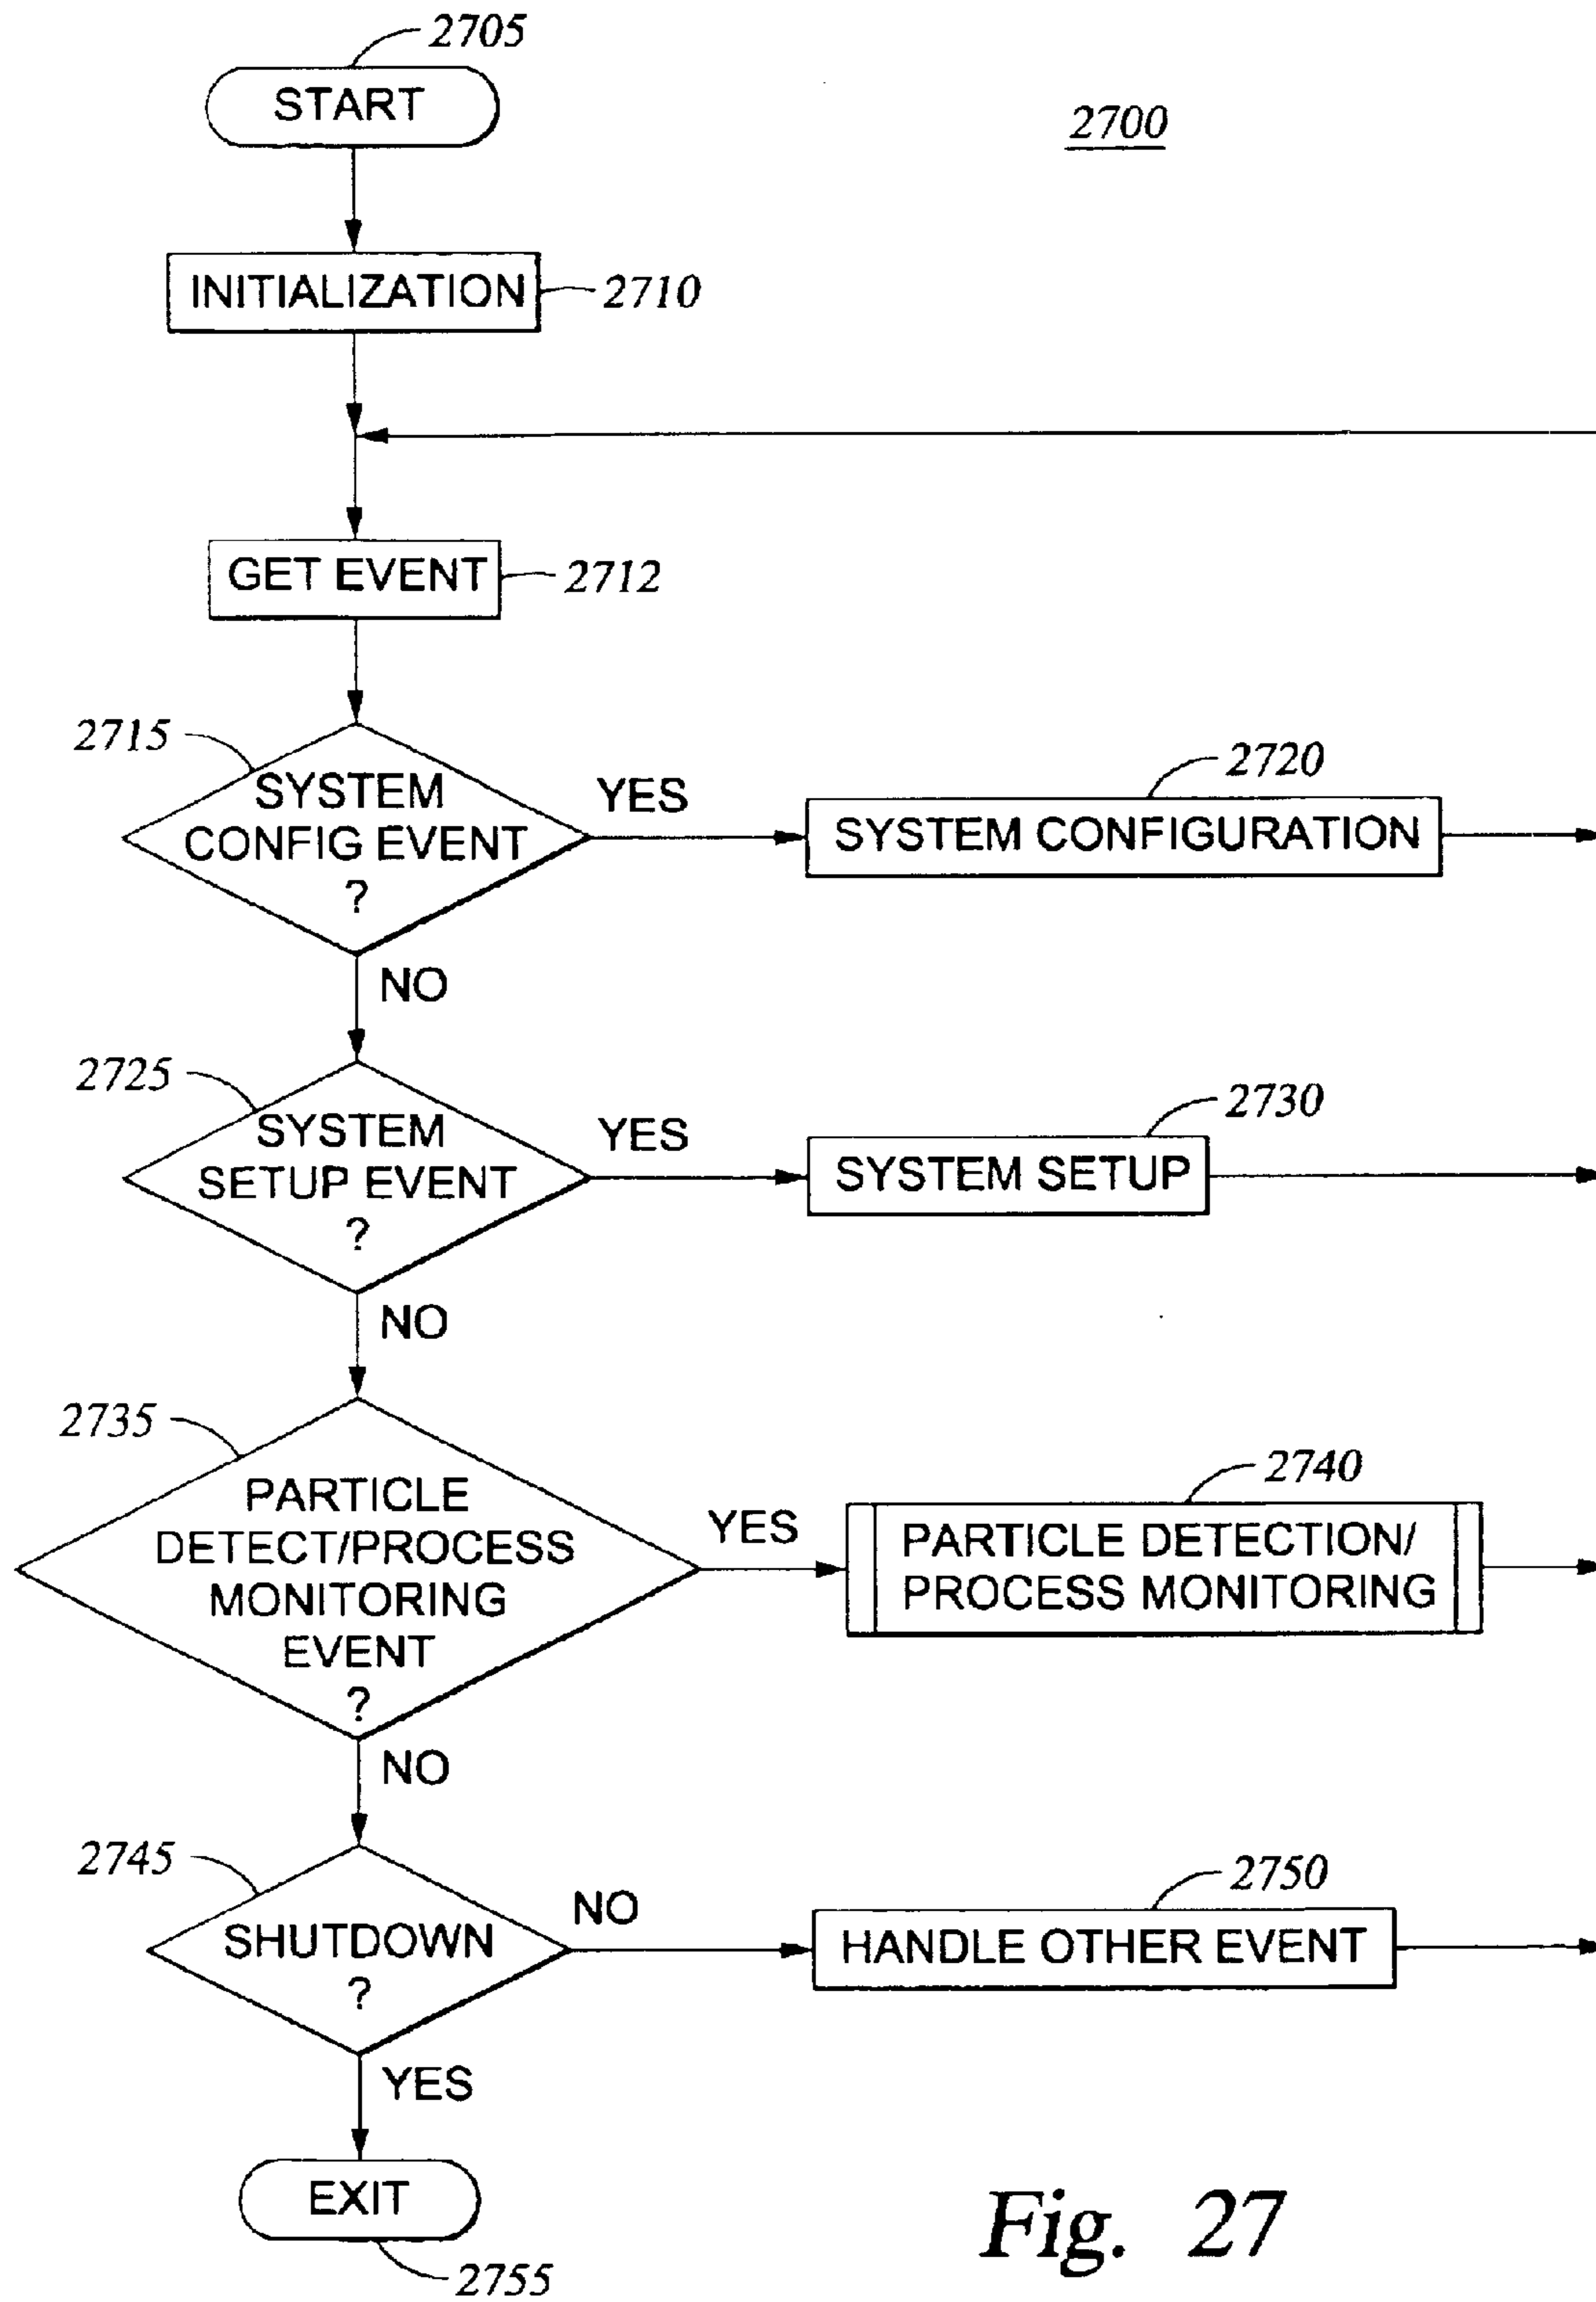 2705
START
2700
INITIALIZATION
2710
GET EVENT
2712
2715
SYSTEM
CONFIG EVENT
?
YES
2720
SYSTEM CONFIGURATION
NO
2725
SYSTEM
SETUP EVENT
?
YES
2730
SYSTEM SETUP
NO
2735
PARTICLE
DETECT/PROCESS
MONITORING
EVENT
?
YES
2740
PARTICLE DETECTION/
PROCESS MONITORING
NO
2745
SHUTDOWN
?
NO
2750
HANDLE OTHER EVENT
YES
EXIT
2755
Fig. 27